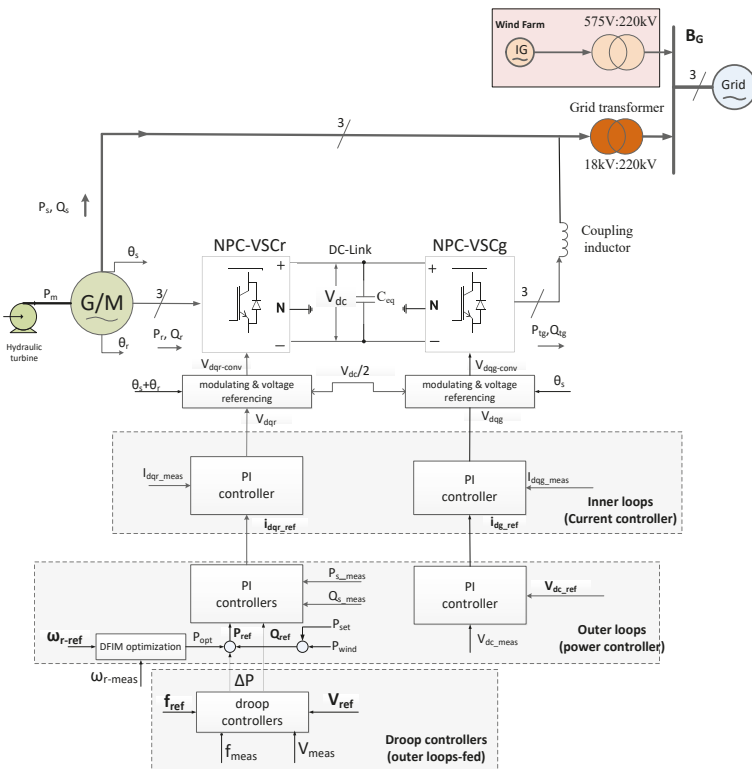 Wind Farm
575V:220kV
IG
B_G
3
Grid
Grid transformer
18kV:220kV
3
P_s, Q_s
Coupling
inductor
NPC-VSCr
DC-Link
NPC-VSCg
θ_s
P_m
G/M
3
+
+
N
V_dc
C_eq
N
3
P_r, Q_r
P_tg, Q_tg
−
−
Hydraulic
turbine
θ_r
V_dqr-conv
V_dc/2
V_dqg-conv
θ_s+θ_r
modulating & voltage
referencing
modulating & voltage
referencing
θ_s
V_dqr
V_dqg
I_dqr_meas
PI
controller
PI
controller
I_dqg_meas
Inner loops
(Current controller)
i_dqr_ref
i_dg_ref
PI
controllers
P_s_meas
Q_s_meas
PI
controller
V_dc_ref
ω_r-ref
DFIM optimization
P_opt
P_ref
Q_ref
P_set
P_wind
V_dc_meas
Outer loops
(power controller)
ω_r-meas
ΔP
f_ref
droop
controllers
V_ref
f_meas
V_meas
Droop controllers
(outer loops-fed)